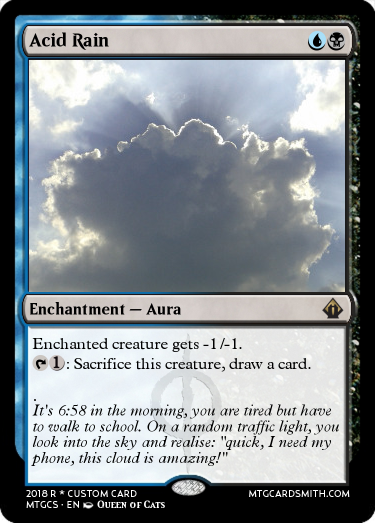 Acid Rain
Enchantment — Aura
Enchanted creature gets -1/-1.
1: Sacrifice this creature, draw a card.
.
It's 6:58 in the morning, you are tired but have
to walk to school. On a random traffic light, you
look into the sky and realise: "quick, I need my
phone, this cloud is amazing!"
2018 R * CUSTOM CARD
MTGCS · EN QUEEN OF CATS
MTGCARDSMITH.COM